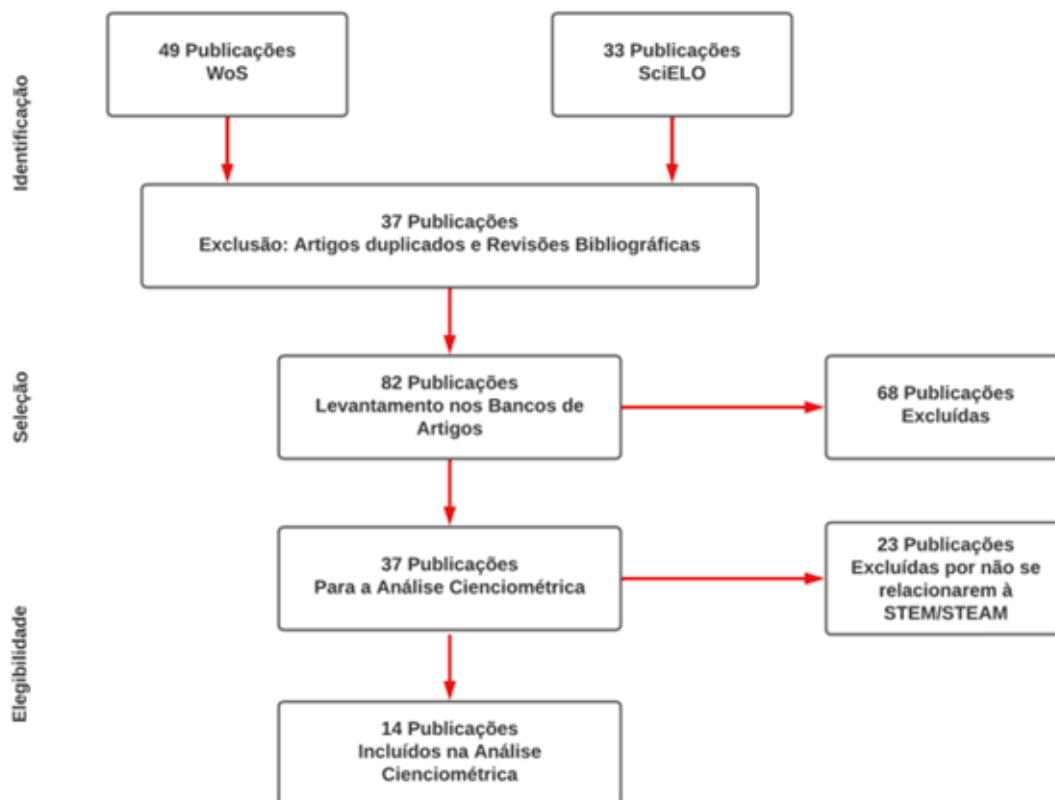 Identificação
49 Publicações
WoS
33 Publicações
SciELO
37 Publicações
Exclusão: Artigos duplicados e Revisões Bibliográficas
Seleção
82 Publicações
Levantamento nos Bancos de
Artigos
68 Publicações
Excluídas
Elegibilidade
37 Publicações
Para a Análise Cienciométrica
23 Publicações
Excluídas por não se
relacionarem à
STEM/STEAM
14 Publicações
Incluídos na Análise
Cienciométrica